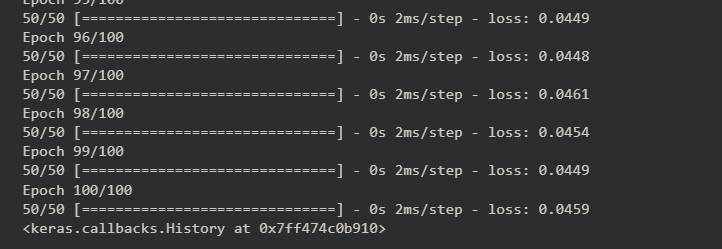 Epoch 95/100
50/50 [==============================] - 0s 2ms/step - loss: 0.0449
Epoch 96/100
50/50 [==============================] - 0s 2ms/step - loss: 0.0448
Epoch 97/100
50/50 [==============================] - 0s 2ms/step - loss: 0.0461
Epoch 98/100
50/50 [==============================] - 0s 2ms/step - loss: 0.0454
Epoch 99/100
50/50 [==============================] - 0s 2ms/step - loss: 0.0449
Epoch 100/100
50/50 [==============================] - 0s 2ms/step - loss: 0.0459
<keras.callbacks.History at 0x7ff474c0b910>